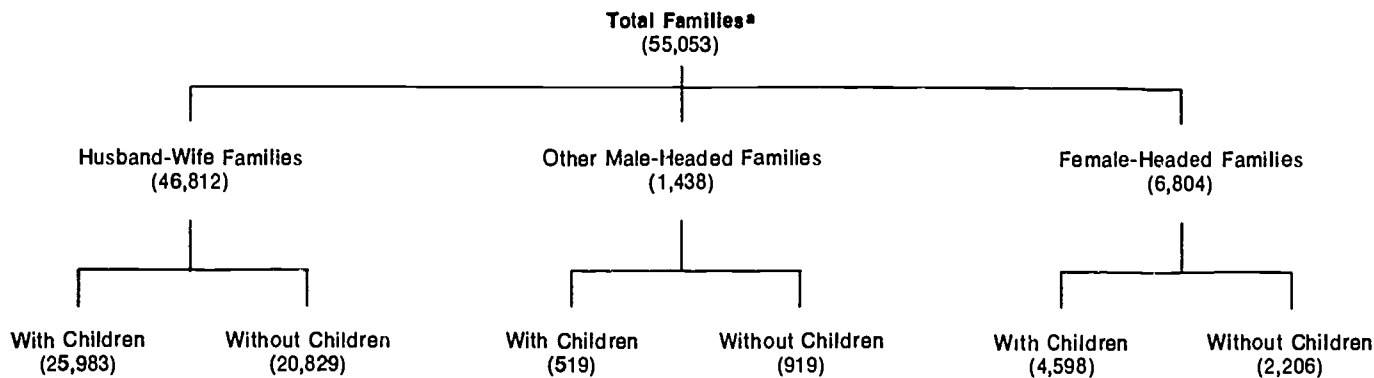 Total Familiesª
(55,053)
Husband-Wife Families
(46,812)
Other Male-Headed Families
(1,438)
Female-Headed Families
(6,804)
With Children
(25,983)
Without Children
(20,829)
With Children
(519)
Without Children
(919)
With Children
(4,598)
Without Children
(2,206)